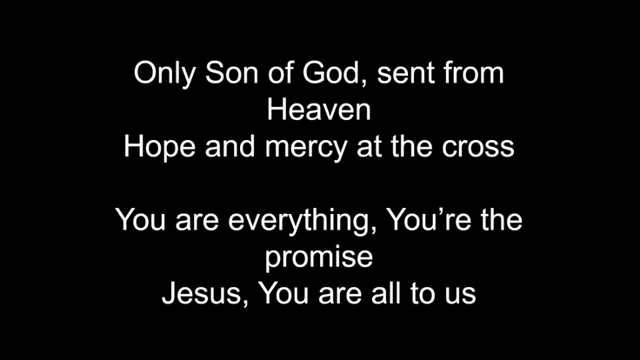 Only Son of God, sent from
Heaven
Hope and mercy at the cross
You are everything, You’re the
promise
Jesus, You are all to us